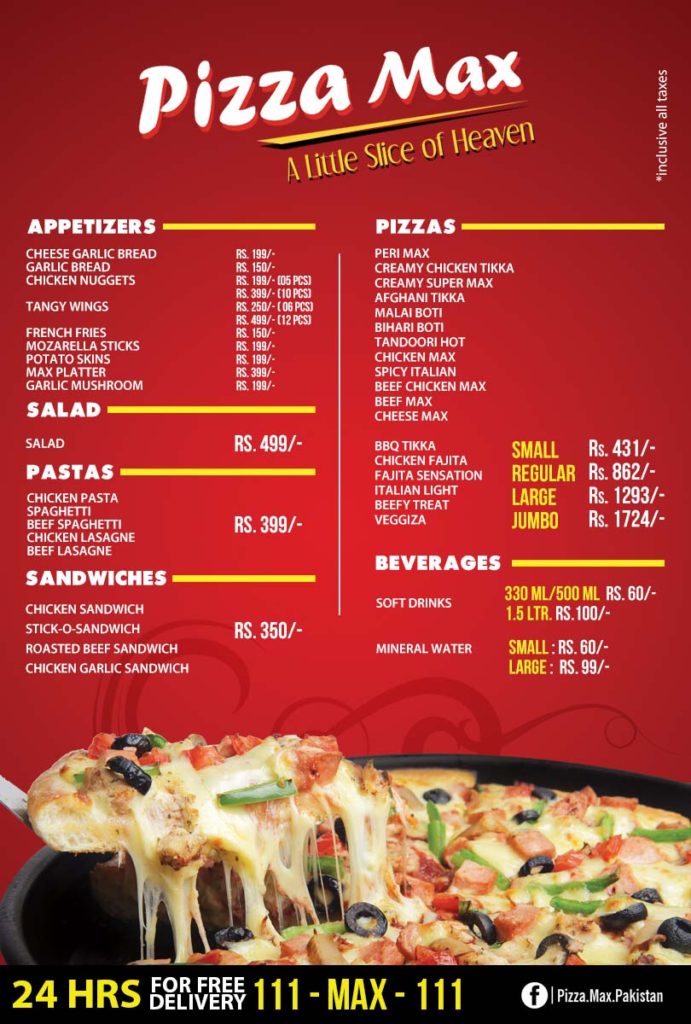 Pizza Max
A Little Slice of Heaven
*inclusive all taxes
APPETIZERS
CHEESE GARLIC BREAD RS. 199/-
GARLIC BREAD RS. 150/-
CHICKEN NUGGETS RS. 199/- (05 PCS)
RS. 399/- (10 PCS)
TANGY WINGS RS. 250/- ( 06 PCS)
RS. 499/- (12 PCS)
FRENCH FRIES RS. 150/-
MOZARELLA STICKS RS. 199/-
POTATO SKINS RS. 199/-
MAX PLATTER RS. 399/-
GARLIC MUSHROOM RS. 199/-
SALAD
SALAD RS. 499/-
PASTAS
CHICKEN PASTA
SPAGHETTI
BEEF SPAGHETTI RS. 399/-
CHICKEN LASAGNE
BEEF LASAGNE
SANDWICHES
CHICKEN SANDWICH
STICK-O-SANDWICH RS. 350/-
ROASTED BEEF SANDWICH
CHICKEN GARLIC SANDWICH
PIZZAS
PERI MAX
CREAMY CHICKEN TIKKA
CREAMY SUPER MAX
AFGHANI TIKKA
MALAI BOTI
BIHARI BOTI
TANDOORI HOT
CHICKEN MAX
SPICY ITALIAN
BEEF CHICKEN MAX
BEEF MAX
CHEESE MAX
BBQ TIKKA
CHICKEN FAJITA
FAJITA SENSATION
ITALIAN LIGHT
BEEFY TREAT
VEGGIZA
SMALL Rs. 431/-
REGULAR Rs. 862/-
LARGE Rs. 1293/-
JUMBO Rs. 1724/-
BEVERAGES
SOFT DRINKS
330 ML/500 ML RS. 60/-
1.5 LTR. RS.100/-
MINERAL WATER SMALL : RS. 60/-
LARGE : RS. 99/-
24 HRS FOR FREE DELIVERY 111 - MAX - 111
f | Pizza.Max.Pakistan